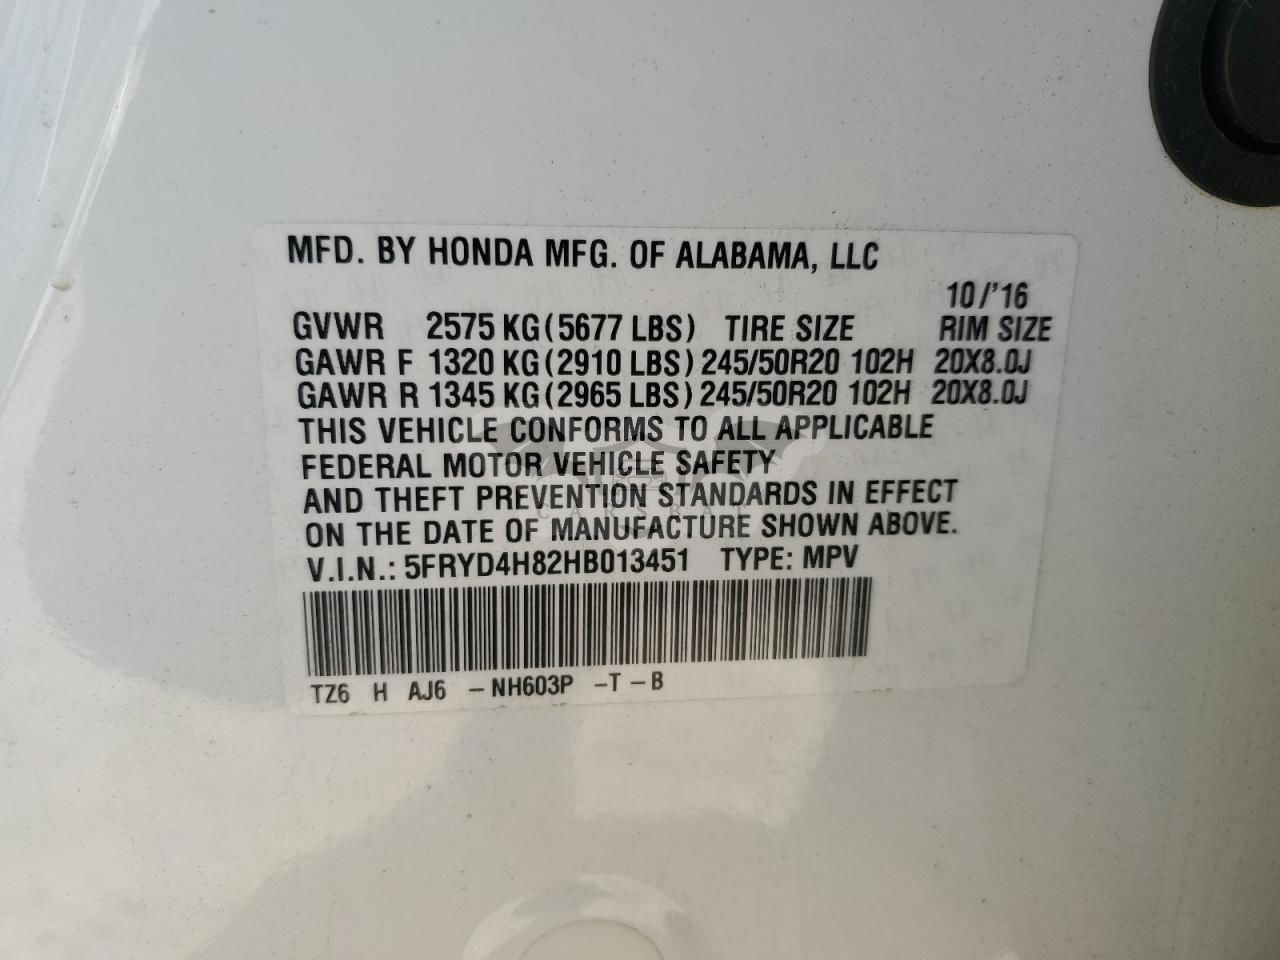 MFD. BY HONDA MFG. OF ALABAMA, LLC
10/'16
GVWR 2575 KG(5677 LBS) TIRE SIZE RIM SIZE
GAWR F 1320 KG(2910 LBS) 245/50R20 102H 20X8.0J
GAWR R 1345 KG(2965 LBS) 245/50R20 102H 20X8.0J
THIS VEHICLE CONFORMS TO ALL APPLICABLE
FEDERAL MOTOR VEHICLE SAFETY
AND THEFT PREVENTION STANDARDS IN EFFECT
ON THE DATE OF MANUFACTURE SHOWN ABOVE.
V.I.N.: 5FRYD4H82HB013451 TYPE: MPV
TZ6 H AJ6 -NH603P -T-B